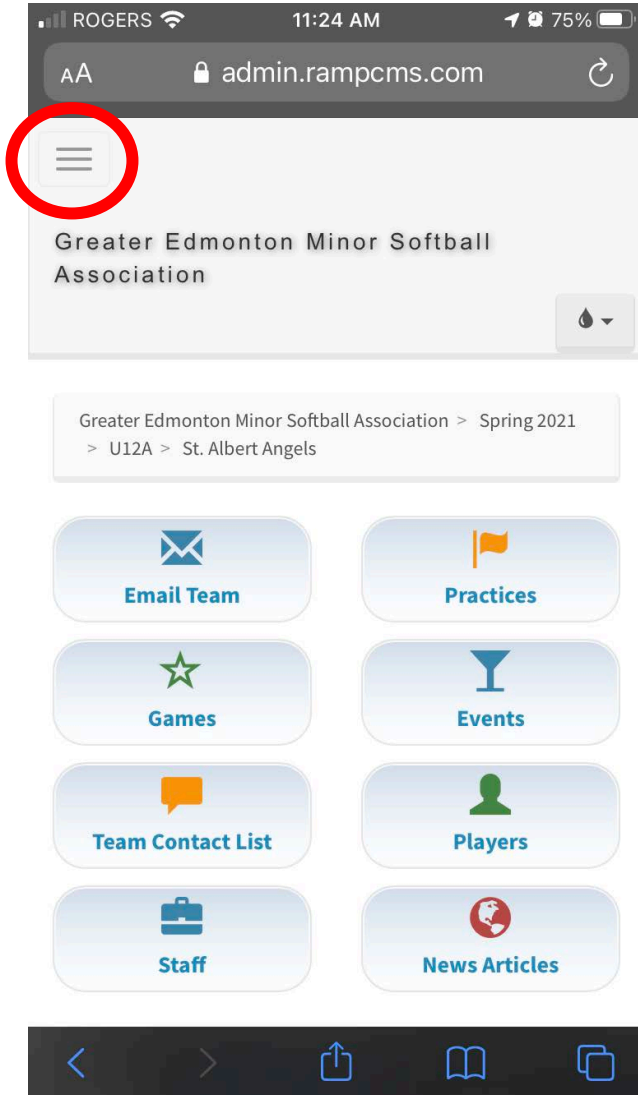 ROGERS 11:24 AM 75%
AA admin.rampcms.com
Greater Edmonton Minor Softball
Association
Greater Edmonton Minor Softball Association > Spring 2021
> U12A > St. Albert Angels
Email Team Practices
Games Events
Team Contact List Players
Staff News Articles